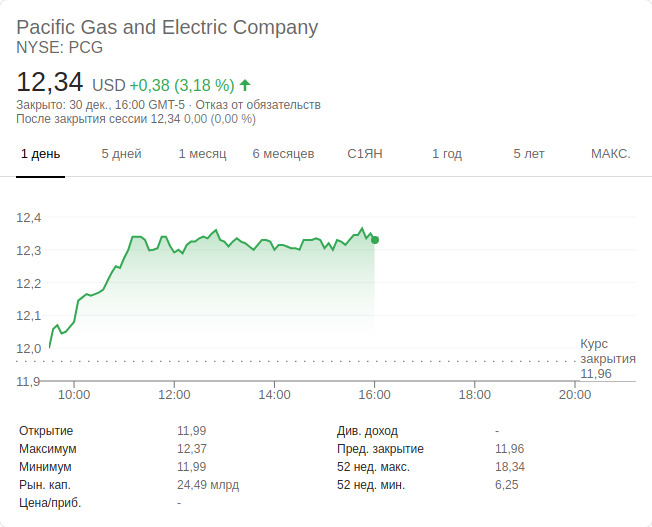 Pacific Gas and Electric Company
NYSE: PCG
12,34 USD +0,38 (3,18 %)
Закрыто: 30 дек., 16:00 GMT-5 · Отказ от обязательств
После закрытия сессии 12,34 0,00 (0,00 %)
1 день 5 дней 1 месяц 6 месяцев С1ЯН 1 год 5 лет МАКС.
12,4
12,3
12,2
12,1
12,0
Курс
закрытия
11,96
11,9
10:00 12:00 14:00 16:00 18:00 20:00
Открытие 11,99 Див. доход -
Максимум 12,37 Пред. закрытие 11,96
Минимум 11,99 52 нед. макс. 18,34
Рын. кап. 24,49 млрд 52 нед. мин. 6,25
Цена/приб. -